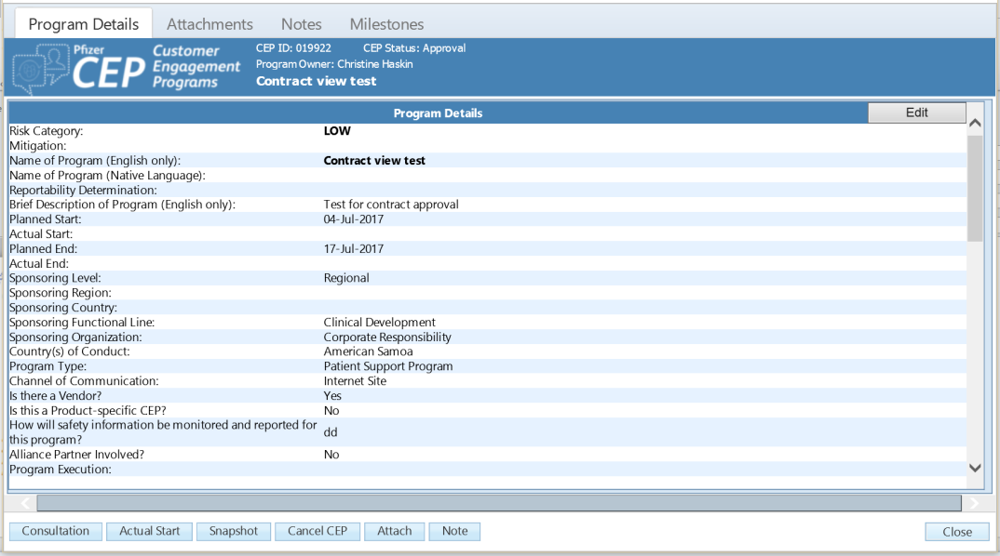 Program Details Attachments Notes Milestones
Pfizer
CEP
Customer
Engagement
Programs
CEP ID: 019922 CEP Status: Approval
Program Owner: Christine Haskin
Contract view test
Program Details Edit
Risk Category: LOW
Mitigation:
Name of Program (English only): Contract view test
Name of Program (Native Language):
Reportability Determination:
Brief Description of Program (English only): Test for contract approval
Planned Start: 04-Jul-2017
Actual Start:
Planned End: 17-Jul-2017
Actual End:
Sponsoring Level: Regional
Sponsoring Region:
Sponsoring Country:
Sponsoring Functional Line: Clinical Development
Sponsoring Organization: Corporate Responsibility
Country(s) of Conduct: American Samoa
Program Type: Patient Support Program
Channel of Communication: Internet Site
Is there a Vendor? Yes
Is this a Product-specific CEP? No
How will safety information be monitored and reported for
this program? dd
Alliance Partner Involved? No
Program Execution:
Consultation Actual Start Snapshot Cancel CEP Attach Note Close